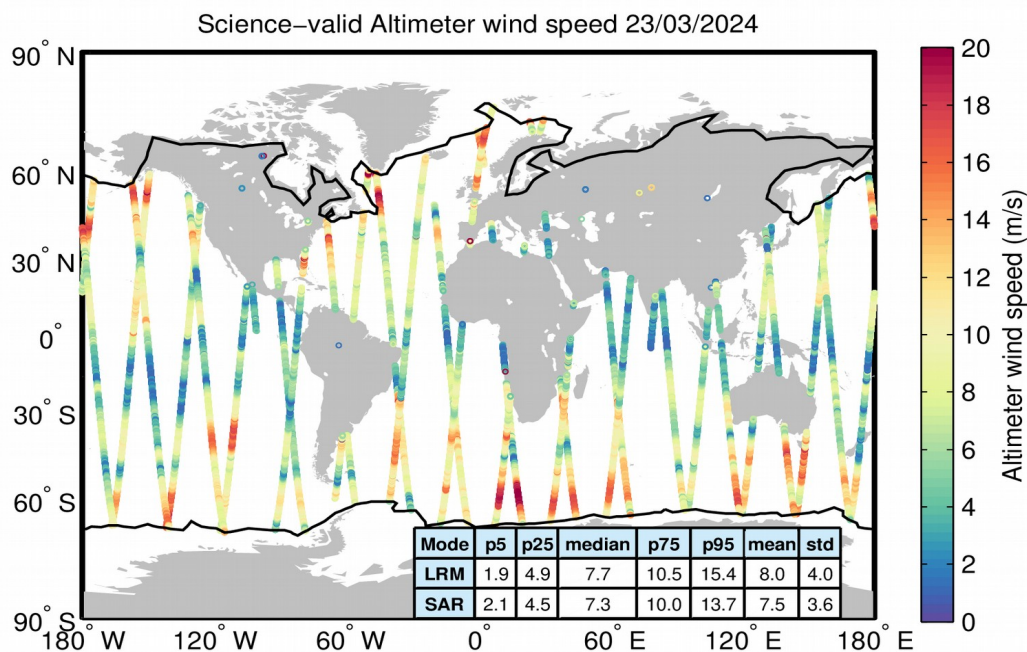 Science−valid Altimeter wind speed 23/03/2024
90° N
60° N
30° N
0°
30° S
60° S
90° S
180° W
120° W
60° W
0°
60° E
120° E
180° E
20
18
16
14
12
10
8
6
4
2
0
Altimeter wind speed (m/s)
Mode p5 p25 median p75 p95 mean std
LRM 1.9 4.9 7.7 10.5 15.4 8.0 4.0
SAR 2.1 4.5 7.3 10.0 13.7 7.5 3.6